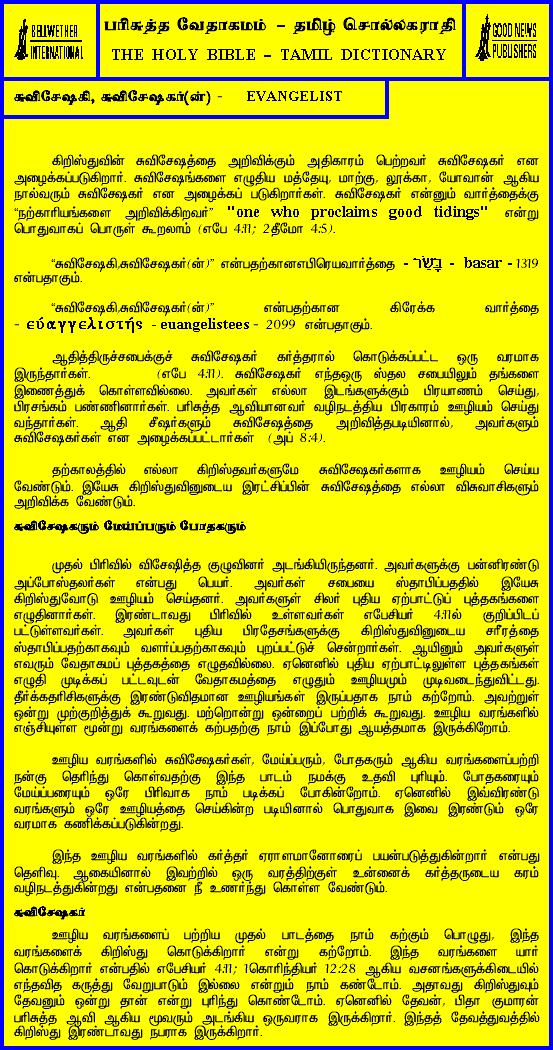 BELLWETHER
INTERNATIONAL
பரிசுத்த வேதாகமம் – தமிழ் சொல்லகராதி
THE HOLY BIBLE – TAMIL DICTIONARY
GOOD NEWS
PUBLISHERS
சுவிசேஷகி, சுவிசேஷகர்(ன்) - EVANGELIST
கிறிஸ்துவின் சுவிசேஷத்தை அறிவிக்கும் அதிகாரம் பெற்றவர் சுவிசேஷகர் என
அழைக்கப்படுகிறார். சுவிசேஷங்களை எழுதிய மத்தேயு, மாற்கு, லூக்கா, யோவான் ஆகிய
நால்வரும் சுவிசேஷகர் என அழைக்கப் படுகிறார்கள். சுவிசேஷகர் என்னும் வார்த்தைக்கு
“நற்காரியங்களை அறிவிக்கிறவர்” "one who proclaims good tidings" என்று
பொதுவாகப் பொருள் கூறலாம் (எபே 4:11; 2தீமோ 4:5).
“சுவிசேஷகி,சுவிசேஷகர்(ன்)” என்பதற்கானஎபிரெயவார்த்தை - בָּשַׂר - basar - 1319
என்பதாகும்.
“சுவிசேஷகி,சுவிசேஷகர்(ன்)” என்பதற்கான கிரேக்க வார்த்தை
- εὐαγγελιστής - euangelistees - 2099 என்பதாகும்.
ஆதித்திருச்சபைக்குச் சுவிசேஷகர் கர்த்தரால் கொடுக்கப்பட்ட ஒரு வரமாக
இருந்தார்கள். (எபே 4:11). சுவிசேஷகர் எந்தஒரு ஸ்தல சபையிலும் தங்களை
இணைத்துக் கொள்ளவில்லை. அவர்கள் எல்லா இடங்களுக்கும் பிரயாணம் செய்து,
பிரசங்கம் பண்ணினார்கள். பரிசுத்த ஆவியானவர் வழிநடத்திய பிரகாரம் ஊழியம் செய்து
வந்தார்கள். ஆதி சீஷர்களும் சுவிசேஷத்தை அறிவித்தபடியினால், அவர்களும்
சுவிசேஷகர்கள் என அழைக்கப்பட்டார்கள் (அப் 8:4).
தற்காலத்தில் எல்லா கிறிஸ்தவர்களுமே சுவிசேஷகர்களாக ஊழியம் செய்ய
வேண்டும். இயேசு கிறிஸ்துவினுடைய இரட்சிப்பின் சுவிசேஷத்தை எல்லா விசுவாசிகளும்
அறிவிக்க வேண்டும்.
சுவிசேஷகரும் மேய்ப்பரும் போதகரும்
முதல் பிரிவில் விசேஷித்த குழுவினர் அடங்கியிருந்தனர். அவர்களுக்கு பன்னிரண்டு
அப்போஸ்தலர்கள் என்பது பெயர். அவர்கள் சபையை ஸ்தாபிப்பததில் இயேசு
கிறிஸ்துவோடு ஊழியம் செய்தனர். அவர்களுள் சிலர் புதிய ஏற்பாட்டுப் புத்தகங்களை
எழுதினார்கள். இரண்டாவது பிரிவில் உள்ளவர்கள் எபேசியர் 4:11ல் குறிப்பிடப்
பட்டுள்ளவர்கள். அவர்கள் புதிய பிரதேசங்களுக்கு கிறிஸ்துவினுடைய சரீரத்தை
ஸ்தாபிப்பதற்காகவும் வளர்ப்பதற்காகவும் புறப்பட்டுச் சென்றார்கள். ஆயினும் அவர்களுள்
எவரும் வேதாகமப் புத்தகத்தை எழுதவில்லை. ஏனெனில் புதிய ஏற்பாட்டிலுள்ள புத்தகங்கள்
எழுதி முடிக்கப் பட்டவுடன் வேதாகமத்தை எழுதும் ஊழியமும் முடிவடைந்துவிட்டது.
தீர்க்கதரிசிகளுக்கு இரண்டுவிதமான ஊழியங்கள் இருப்பதாக நாம் கற்றோம். அவற்றுள்
ஒன்று முற்குறித்துக் கூறுவது. மற்றொன்று ஒன்றைப் பற்றிக் கூறுவது. ஊழிய வரங்களில்
எஞ்சியுள்ள மூன்று வரங்களைக் கற்பதற்கு நாம் இப்போது ஆயத்தமாக இருக்கிறோம்.
ஊழிய வரங்களில் சுவிசேஷகர்கள், மேய்ப்பரும், போதகரும் ஆகிய வரங்களைப்பற்றி
நன்கு தெரிந்து கொள்வதற்கு இந்த பாடம் நமக்கு உதவி புரியும். போதகரையும்
மேய்ப்பரையும் ஒரே பிரிவாக நாம் படிக்கப் போகின்றோம். ஏனெனில் இவ்விரண்டு
வரங்களும் ஒரே ஊழியத்தை செய்கின்ற படியினால் பொதுவாக இவை இரண்டும் ஒரே
வரமாக கணிக்கப்படுகின்றது.
இந்த ஊழிய வரங்களில் கர்த்தர் ஏராளமானோரைப் பயன்படுத்துகின்றார் என்பது
தெளிவு. ஆகையினால் இவற்றில் ஒரு வரத்திற்குள் உன்னைக் கர்த்தருடைய கரம்
வழிநடத்துகின்றது என்பதனை நீ உணர்ந்து கொள்ள வேண்டும்.
சுவிசேஷகர்
ஊழிய வரங்களைப் பற்றிய முதல் பாடத்தை நாம் கற்கும் பொழுது, இந்த
வரங்களைக் கிறிஸ்து கொடுக்கிறார் என்று கற்றோம். இந்த வரங்களை யார்
கொடுக்கிறார் என்பதில் எபேசியர் 4:11; 1கொரிந்தியர் 12:28 ஆகிய வசனங்களுக்கிடையில்
எந்தவித கருத்து வேறுபாடும் இல்லை என்றும் நாம் கண்டோம். அதாவது கிறிஸ்துவும்
தேவனும் ஒன்று தான் என்று புரிந்து கொண்டோம். ஏனெனில் தேவன், பிதா குமாரன்
பரிசுத்த ஆவி ஆகிய மூவரும் அடங்கிய ஒருவராக இருக்கிறார். இந்தத் தேவத்துவத்தில்
கிறிஸ்து இரண்டாவது நபராக இருக்கிறார்.